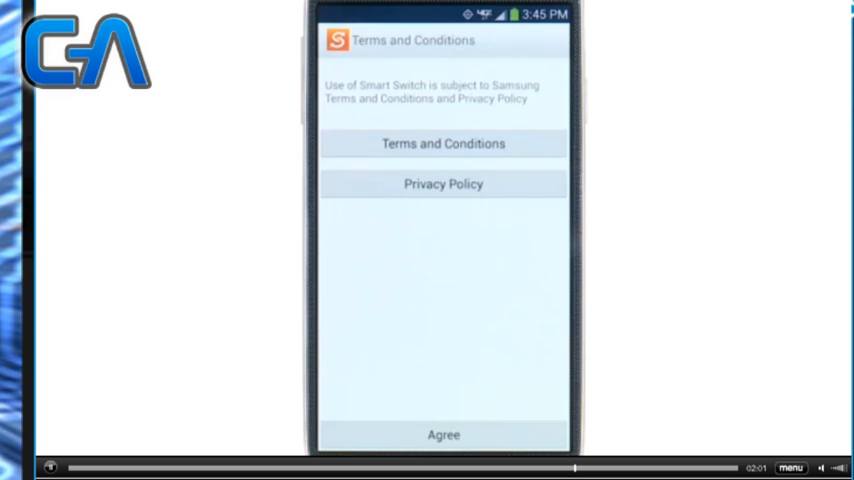 GA
3:45 PM
Terms and Conditions
Use of Smart Switch is subject to Samsung
Terms and Conditions and Privacy Policy
Terms and Conditions
Privacy Policy
Agree
02:01
menu